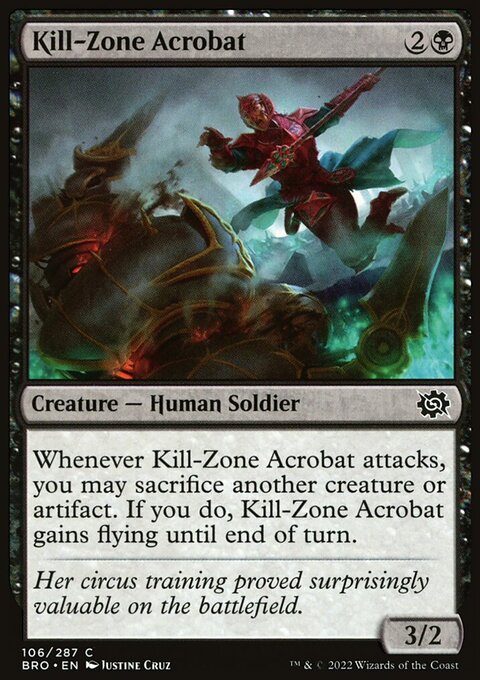 Kill-Zone Acrobat 2
Creature — Human Soldier
Whenever Kill-Zone Acrobat attacks,
you may sacrifice another creature or
artifact. If you do, Kill-Zone Acrobat
gains flying until end of turn.
Her circus training proved surprisingly
valuable on the battlefield.
3/2
106/287 C
BRO • EN Justine Cruz
™ & © 2022 Wizards of the Coast